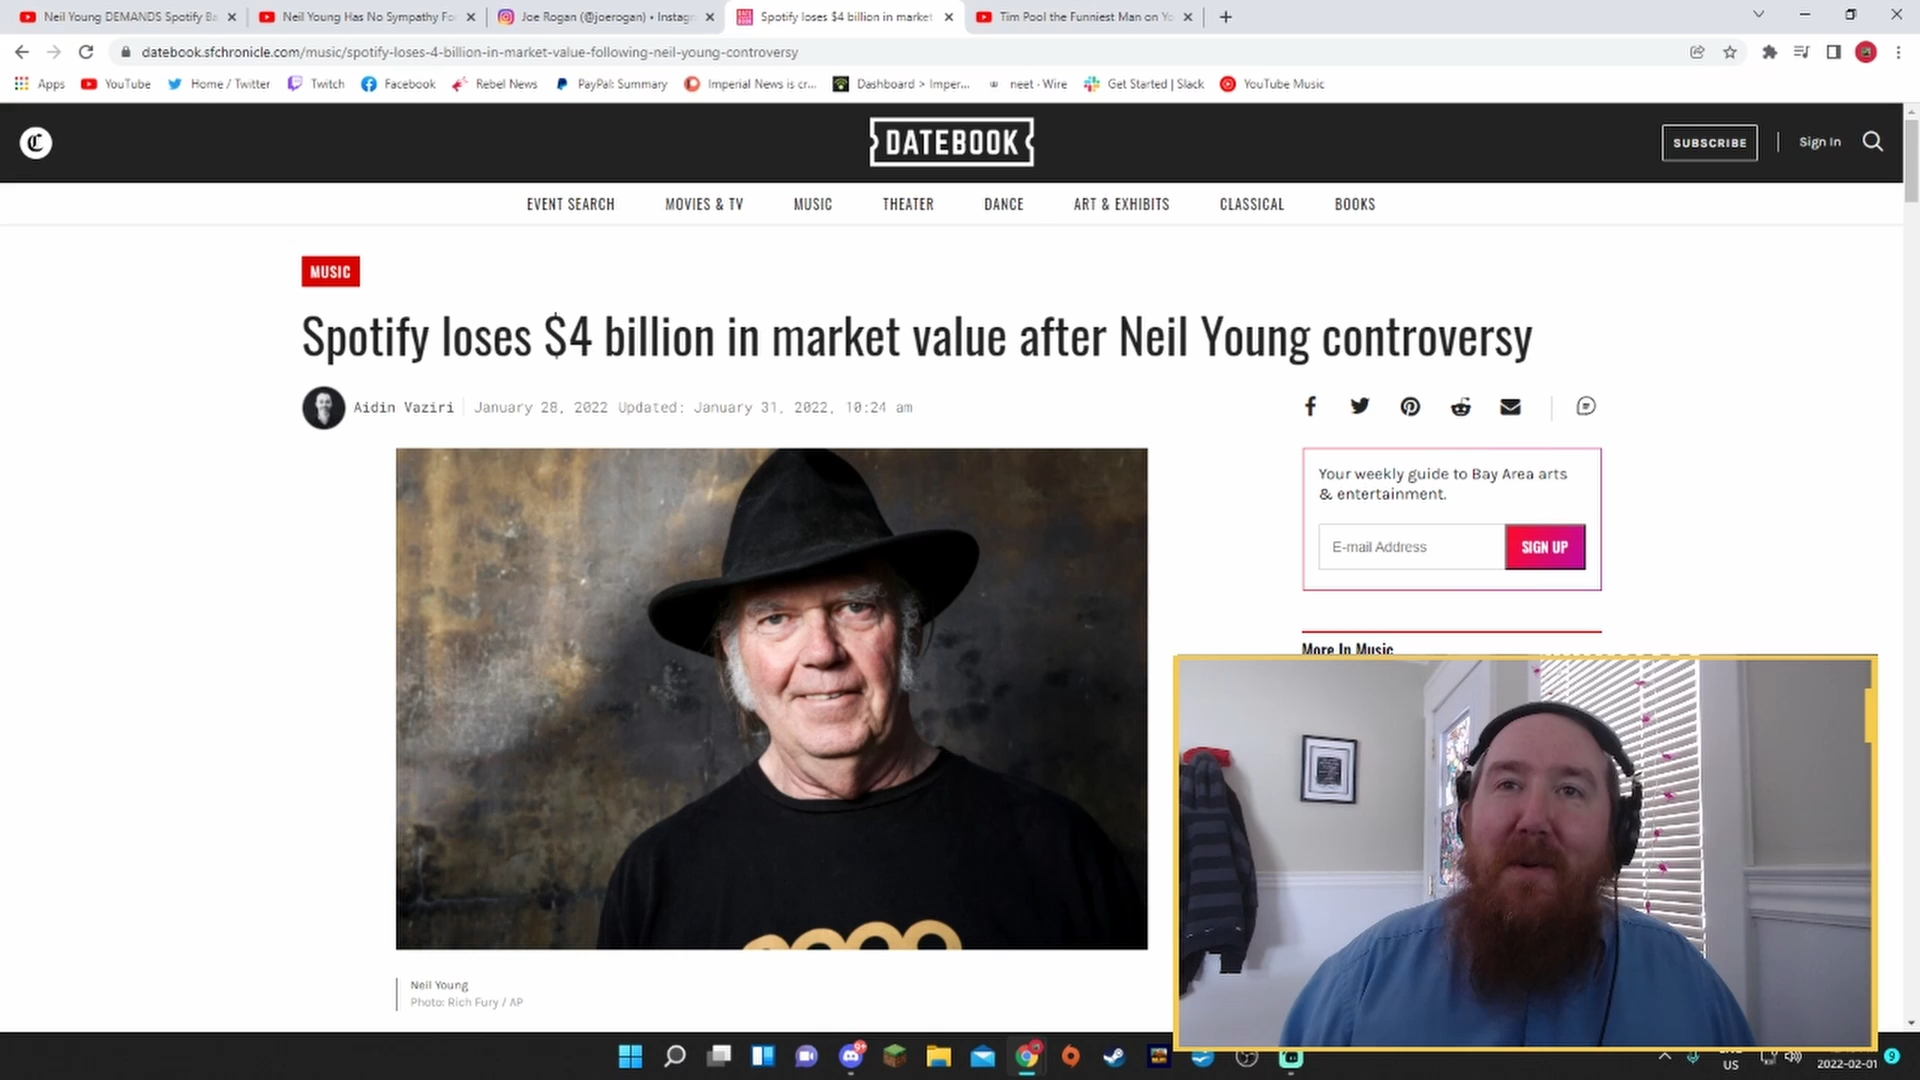 Neil Young DEMANDS Spotify Ba
Neil Young Has No Sympathy Fo
Joe Rogan (@joerogan) • Instagr
Spotify loses $4 billion in market
Tim Pool the Funniest Man on Yo
datebook.sfchronicle.com/music/spotify-loses-4-billion-in-market-value-following-neil-young-controversy
Apps
YouTube
Home / Twitter
Twitch
Facebook
Rebel News
PayPal: Summary
Imperial News is cr...
Dashboard > Imper...
neet - Wire
Get Started | Slack
YouTube Music
C
DATEBOOK
SUBSCRIBE
Sign In
EVENT SEARCH
MOVIES & TV
MUSIC
THEATER
DANCE
ART & EXHIBITS
CLASSICAL
BOOKS
MUSIC
Spotify loses $4 billion in market value after Neil Young controversy
Aidin Vaziri
January 28, 2022 Updated: January 31, 2022, 10:24 am
Your weekly guide to Bay Area arts
& entertainment.
E-mail Address
SIGN UP
More In Music
Neil Young
Photo: Rich Fury / AP
US
2022-02-01
9